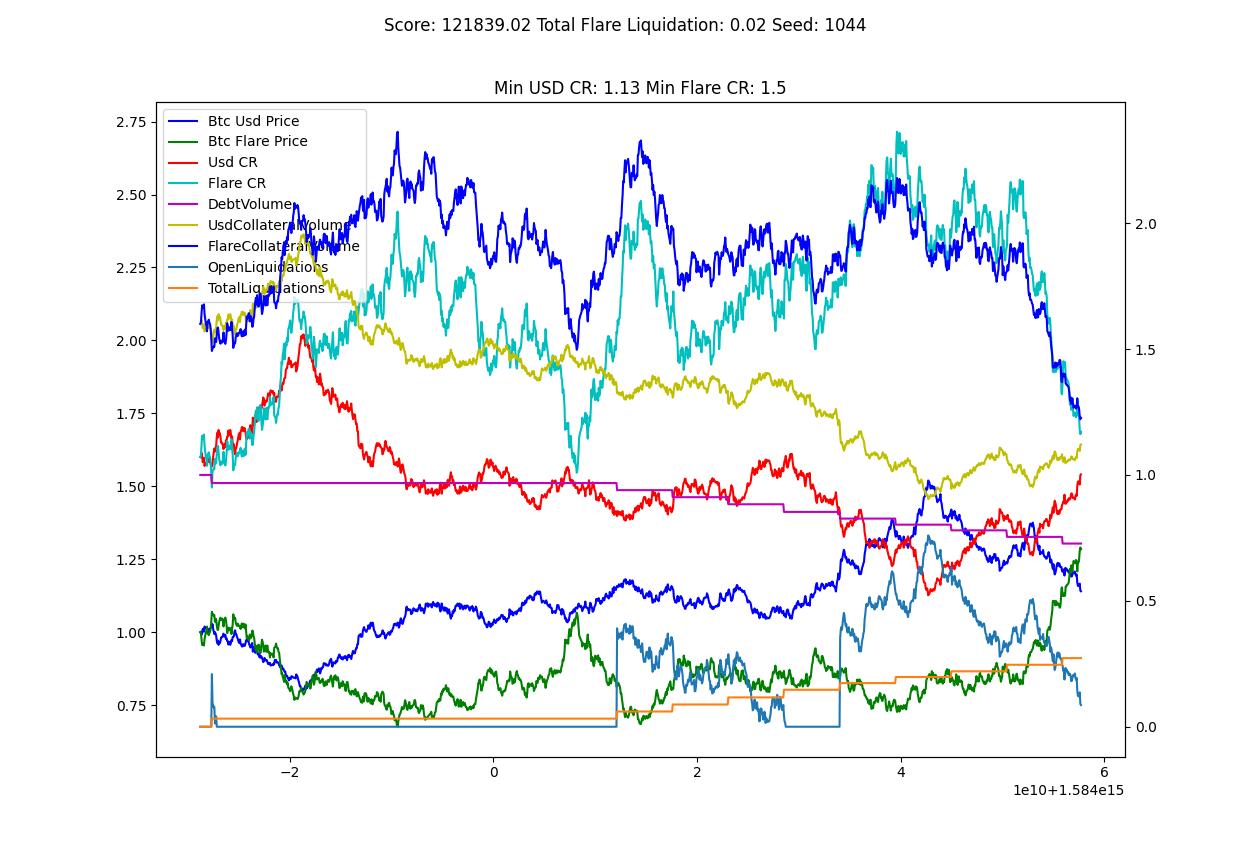 Score: 121839.02 Total Flare Liquidation: 0.02 Seed: 1044
Min USD CR: 1.13 Min Flare CR: 1.5
Btc Usd Price
Btc Flare Price
Usd CR
Flare CR
DebtVolume
UsdCollateralVolume
FlareCollateralVolume
OpenLiquidations
TotalLiquidations
2.75
2.50
2.25
2.00
1.75
1.50
1.25
1.00
0.75
2.0
1.5
1.0
0.5
0.0
−2 0 2 4 6
1e10+1.584e15